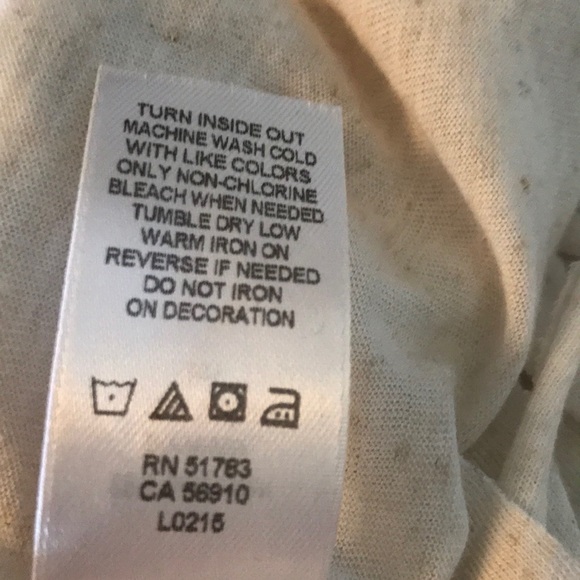 TURN INSIDE OUT
MACHINE WASH COLD
WITH LIKE COLORS
ONLY NON-CHLORINE
BLEACH WHEN NEEDED
TUMBLE DRY LOW
WARM IRON ON
REVERSE IF NEEDED
DO NOT IRON
ON DECORATION
RN 51783
CA 56910
L0215